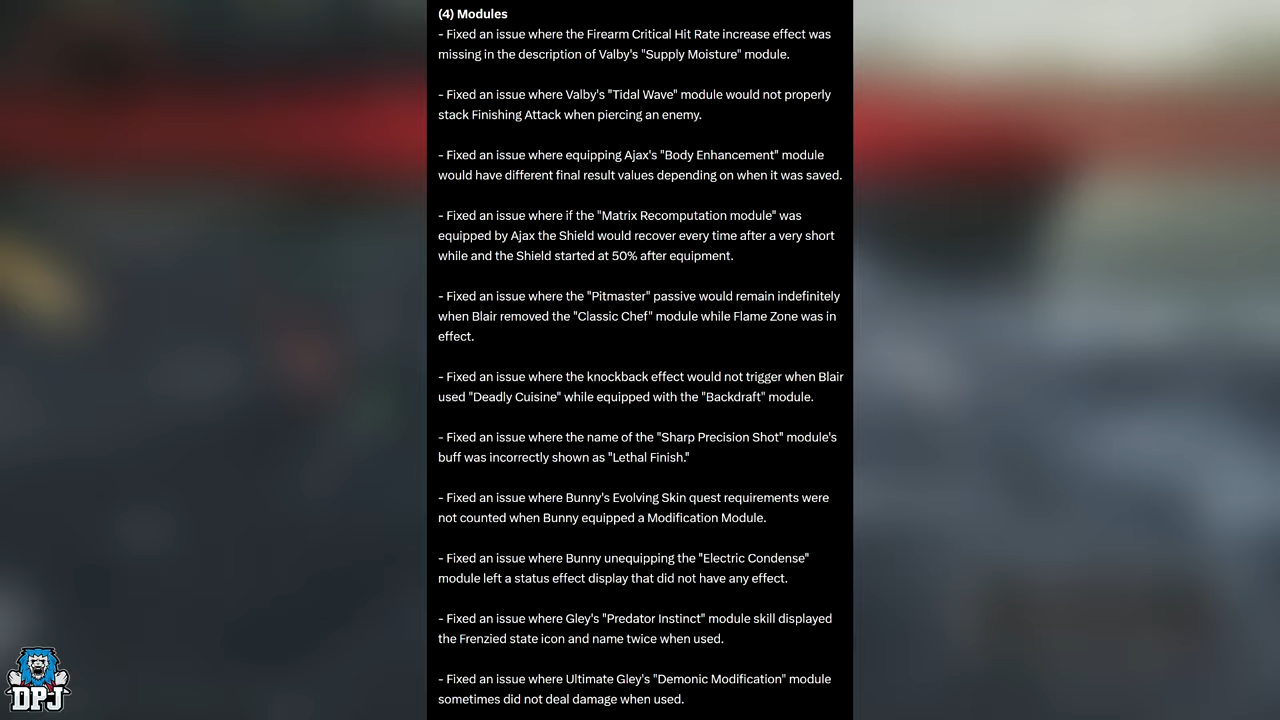 (4) Modules
- Fixed an issue where the Firearm Critical Hit Rate increase effect was
missing in the description of Valby's "Supply Moisture" module.
- Fixed an issue where Valby's "Tidal Wave" module would not properly
stack Finishing Attack when piercing an enemy.
- Fixed an issue where equipping Ajax's "Body Enhancement" module
would have different final result values depending on when it was saved.
- Fixed an issue where if the "Matrix Recomputation module" was
equipped by Ajax the Shield would recover every time after a very short
while and the Shield started at 50% after equipment.
- Fixed an issue where the "Pitmaster" passive would remain indefinitely
when Blair removed the "Classic Chef" module while Flame Zone was in
effect.
- Fixed an issue where the knockback effect would not trigger when Blair
used "Deadly Cuisine" while equipped with the "Backdraft" module.
- Fixed an issue where the name of the "Sharp Precision Shot" module's
buff was incorrectly shown as "Lethal Finish."
- Fixed an issue where Bunny's Evolving Skin quest requirements were
not counted when Bunny equipped a Modification Module.
- Fixed an issue where Bunny unequipping the "Electric Condense"
module left a status effect display that did not have any effect.
- Fixed an issue where Gley's "Predator Instinct" module skill displayed
the Frenzied state icon and name twice when used.
- Fixed an issue where Ultimate Gley's "Demonic Modification" module
sometimes did not deal damage when used.
DPJ